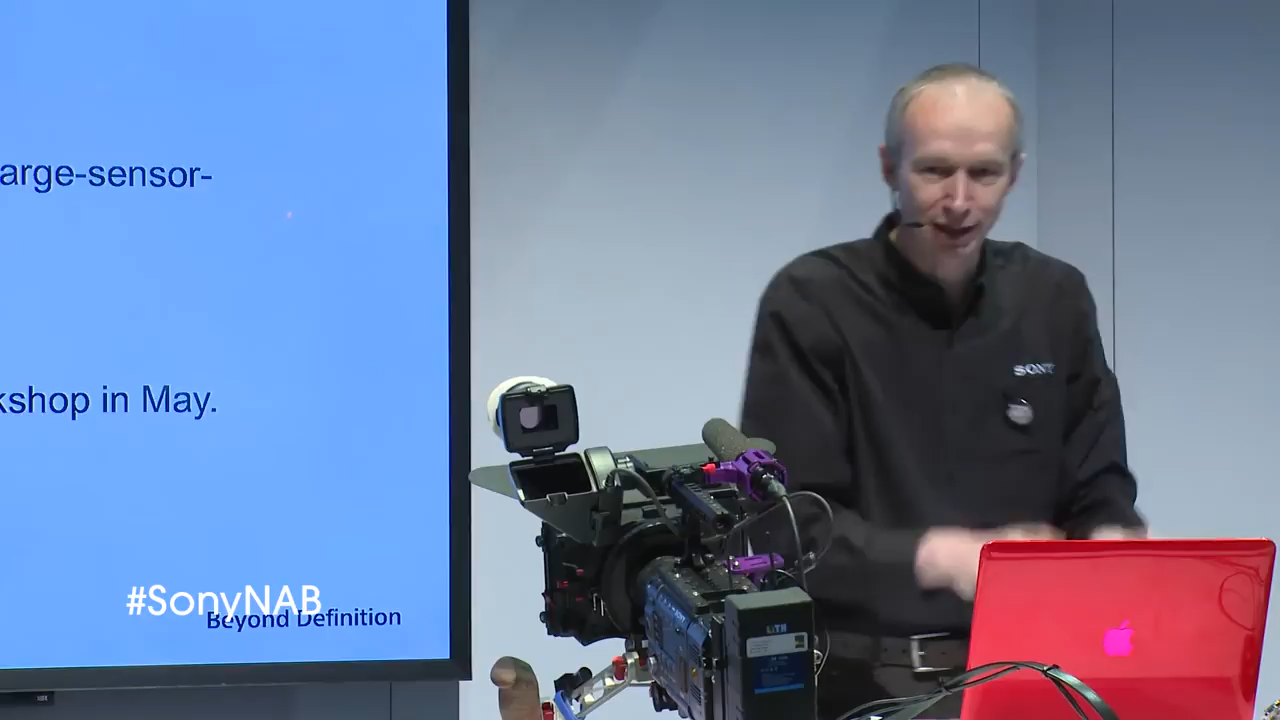 arge-sensor-
kshop in May.
#SonyNAB
Beyond Definition
SONY